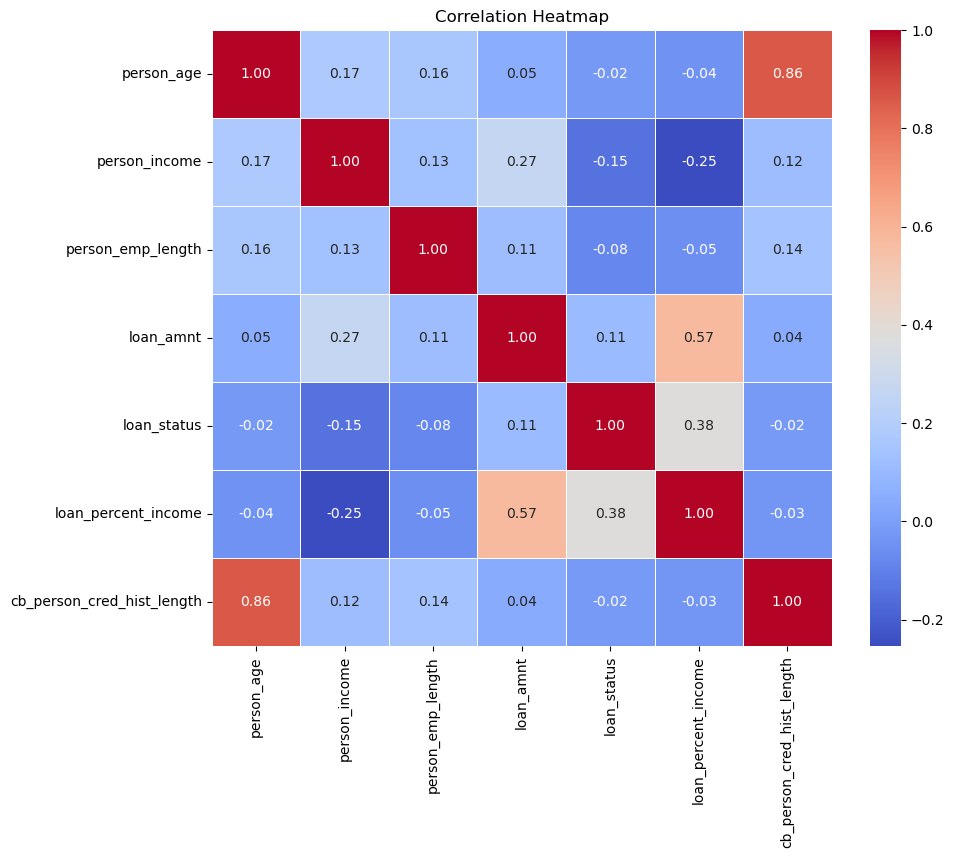 Correlation Heatmap
person_age 1.00 0.17 0.16 0.05 -0.02 -0.04 0.86
person_income 0.17 1.00 0.13 0.27 -0.15 -0.25 0.12
person_emp_length 0.16 0.13 1.00 0.11 -0.08 -0.05 0.14
loan_amnt 0.05 0.27 0.11 1.00 0.11 0.57 0.04
loan_status -0.02 -0.15 -0.08 0.11 1.00 0.38 -0.02
loan_percent_income -0.04 -0.25 -0.05 0.57 0.38 1.00 -0.03
cb_person_cred_hist_length 0.86 0.12 0.14 0.04 -0.02 -0.03 1.00
person_age
person_income
person_emp_length
loan_amnt
loan_status
loan_percent_income
cb_person_cred_hist_length
1.0
0.8
0.6
0.4
0.2
0.0
−0.2